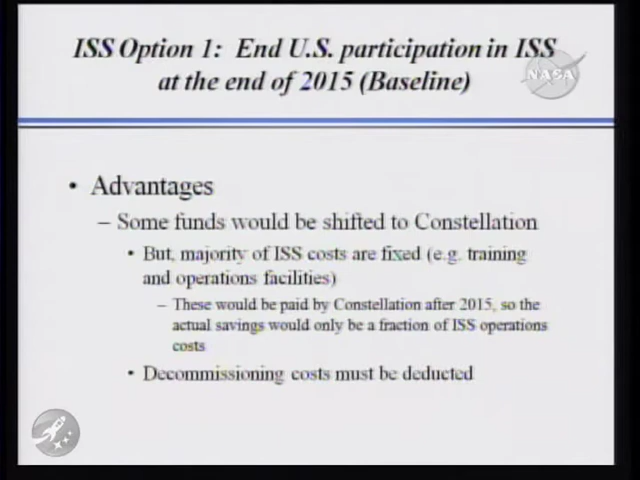 ISS Option 1: End U.S. participation in ISS
at the end of 2015 (Baseline)
NASA
• Advantages
– Some funds would be shifted to Constellation
• But, majority of ISS costs are fixed (e.g. training
and operations facilities)
– These would be paid by Constellation after 2015, so the
actual savings would only be a fraction of ISS operations
costs
• Decommissioning costs must be deducted